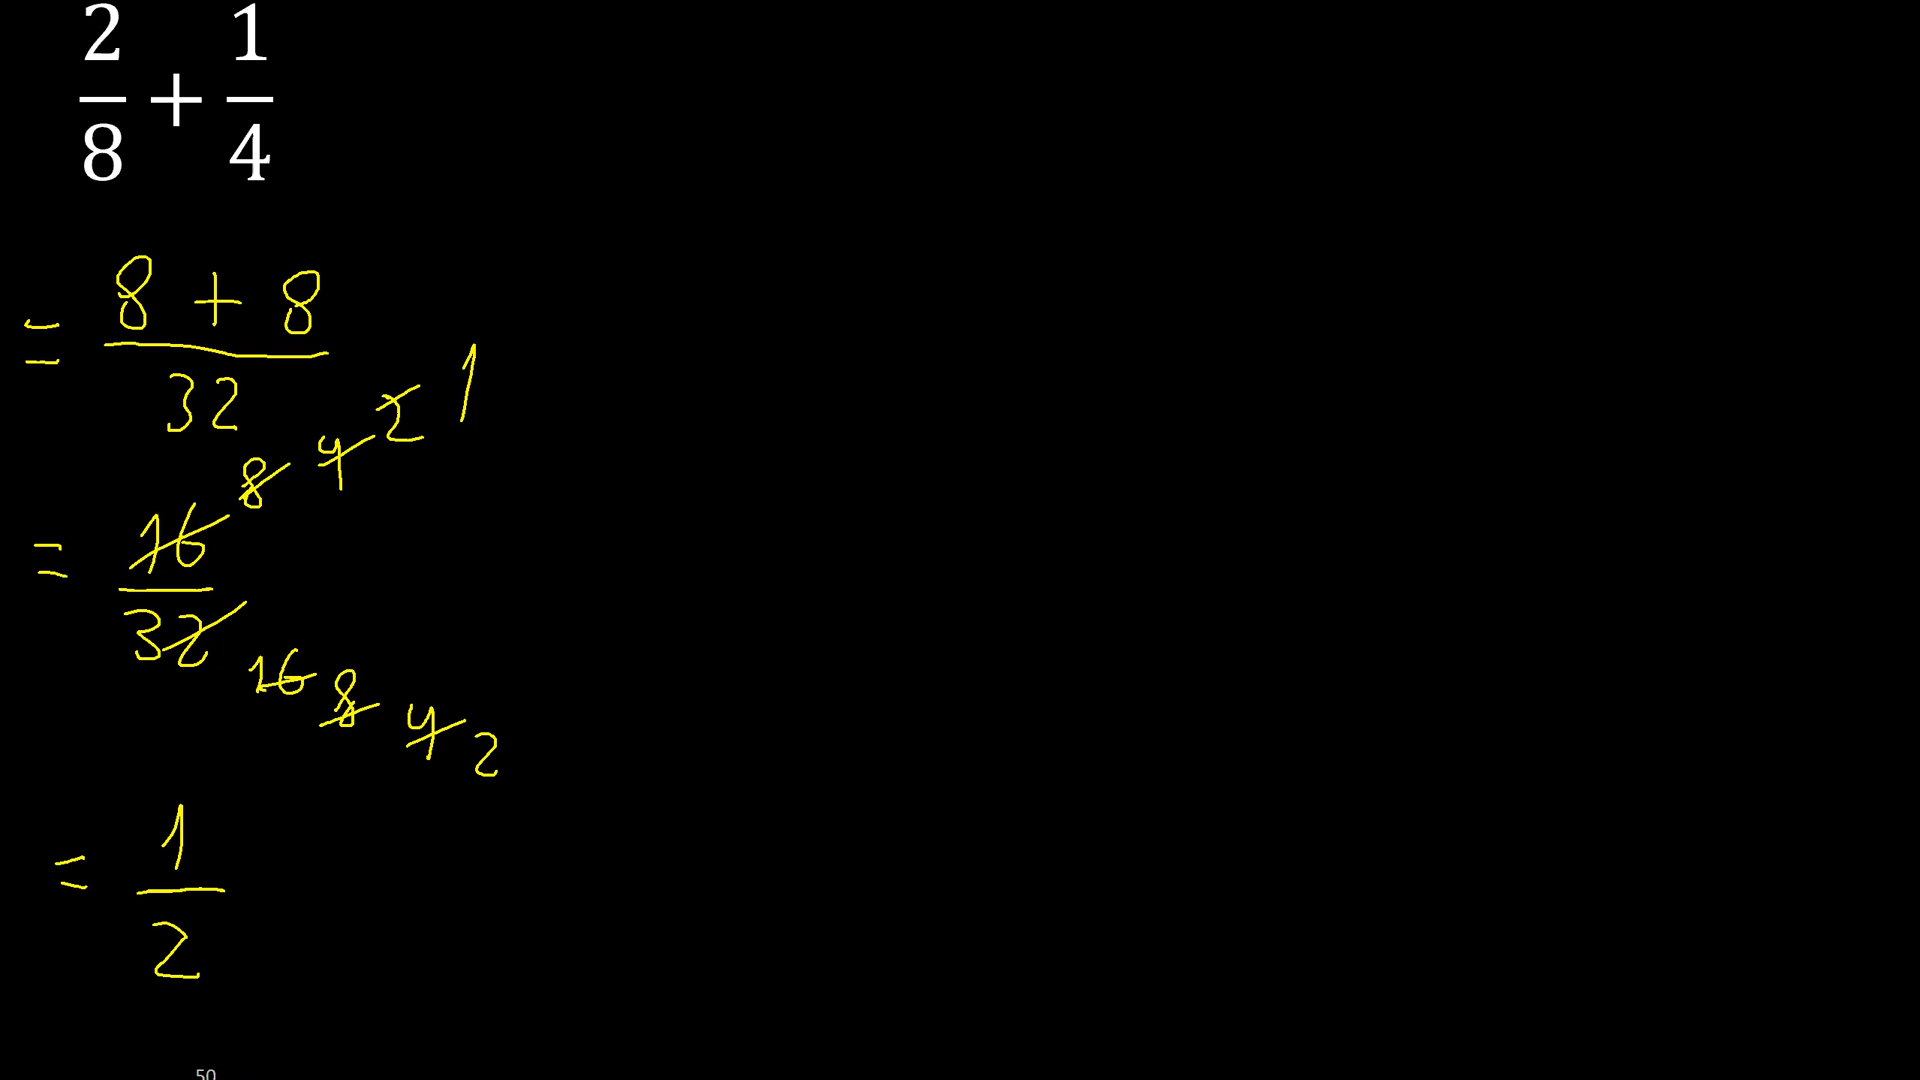 2/8 + 1/4
= (8 + 8)/32
= 16/32 8 4 2 1
16 8 4 2
= 1/2
50